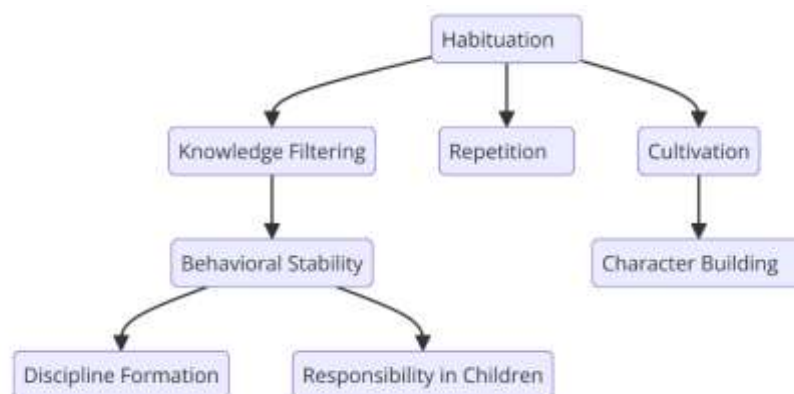 Habituation
Knowledge Filtering
Repetition
Cultivation
Behavioral Stability
Character Building
Discipline Formation
Responsibility in Children